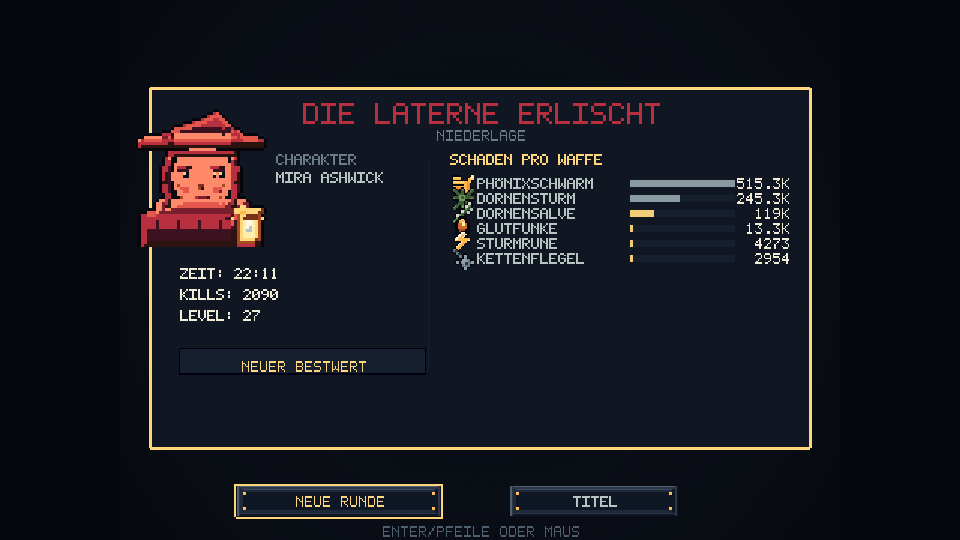 DIE LATERNE ERLISCHT
NIEDERLAGE
CHARAKTER
MIRA ASHWICK
ZEIT: 22:11
KILLS: 2090
LEVEL: 27
NEUER BESTWERT
SCHADEN PRO WAFFE
PHÖNIXSCHWARM 515.3K
DORNENSTURM 245.3K
DORNENSALVE 119K
GLUTFUNKE 13.3K
STURMRUNE 4273
KETTENFLEGEL 2954
NEUE RUNDE
TITEL
ENTER/PFEILE ODER MAUS